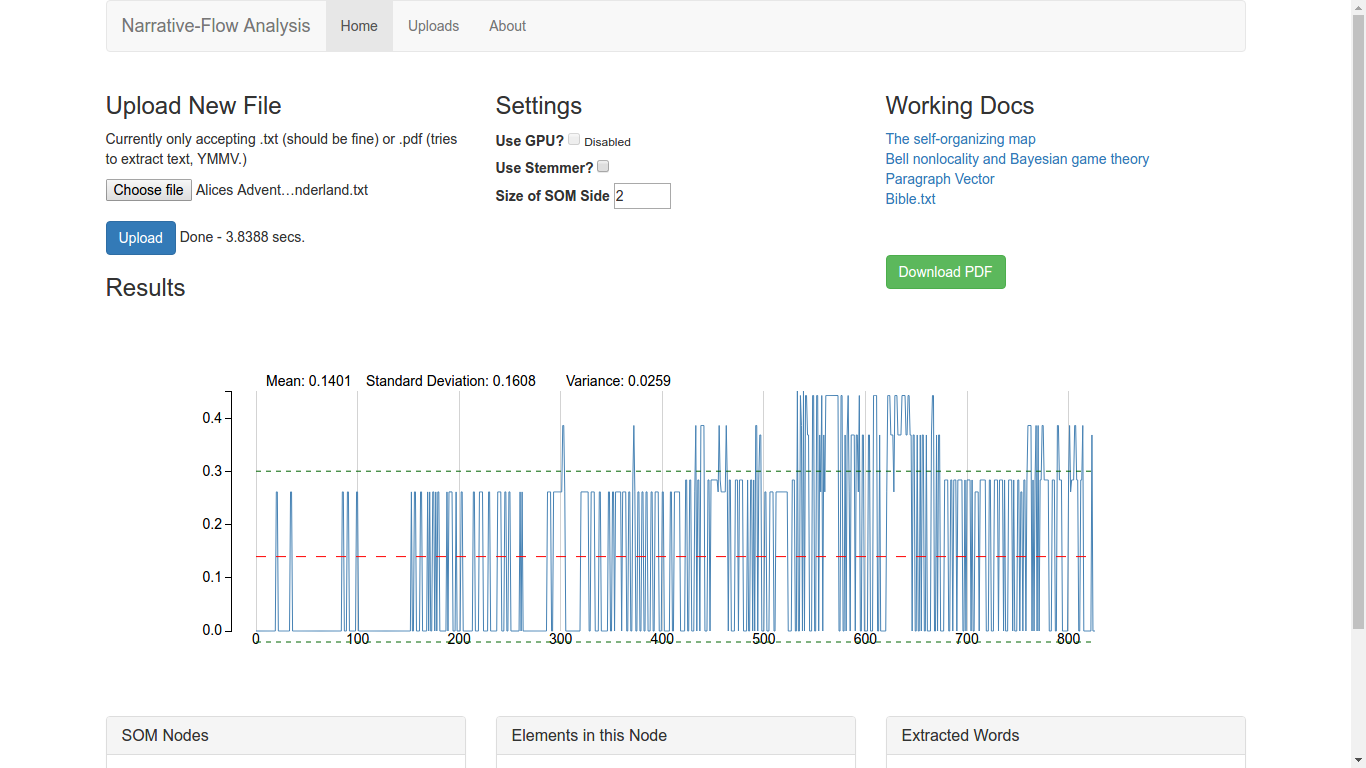 Narrative-Flow Analysis Home Uploads About
Upload New File
Currently only accepting .txt (should be fine) or .pdf (tries
to extract text, YMMV.)
Choose file Alices Advent…nderland.txt
Upload Done - 3.8388 secs.
Settings
Use GPU? Disabled
Use Stemmer?
Size of SOM Side 2
Working Docs
The self-organizing map
Bell nonlocality and Bayesian game theory
Paragraph Vector
Bible.txt
Download PDF
Results
Mean: 0.1401 Standard Deviation: 0.1608 Variance: 0.0259
0.4
0.3
0.2
0.1
0.0
0 100 200 300 400 500 600 700 800
SOM Nodes
Elements in this Node
Extracted Words